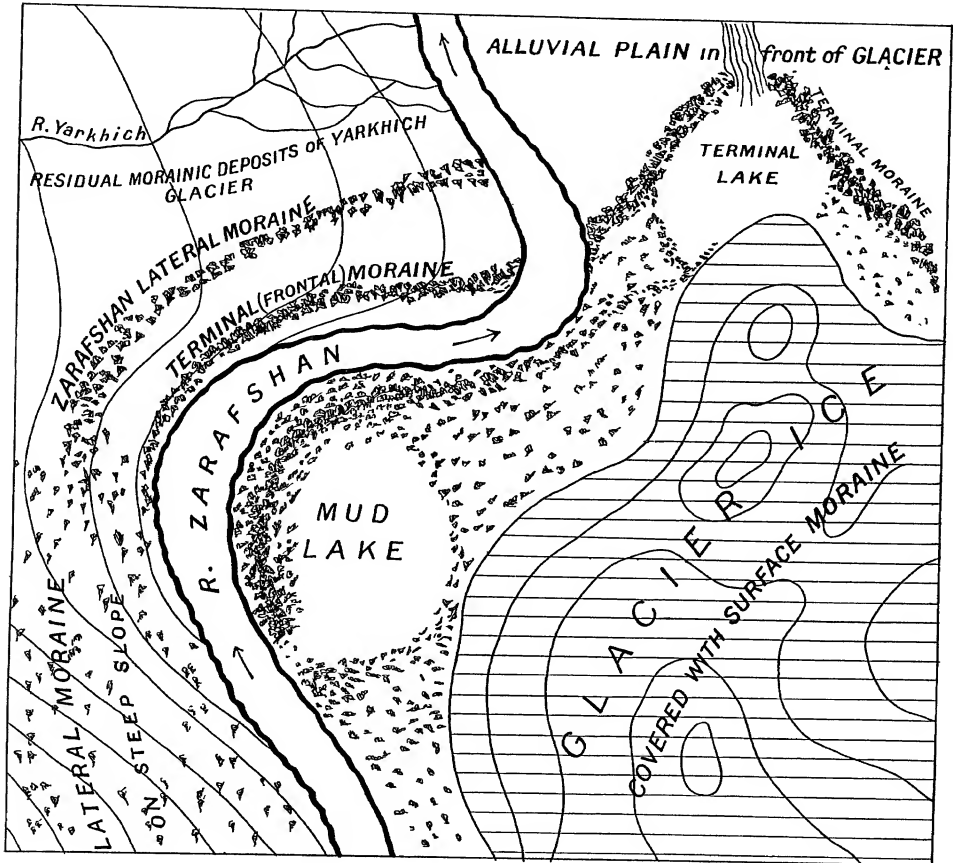 ALLUVIAL PLAIN in front of GLACIER
R. Yarkhich
RESIDUAL MORAINIC DEPOSITS OF YARKHICH
GLACIER
TERMINAL
LAKE
TERMINAL MORAINE
ZARAFSHAN LATERAL MORAINE
TERMINAL (FRONTAL) MORAINE
R. ZARAFSHAN
MUD
LAKE
GLACIER ICE
COVERED WITH SURFACE MORAINE
LATERAL MORAINE
ON STEEP SLOPE